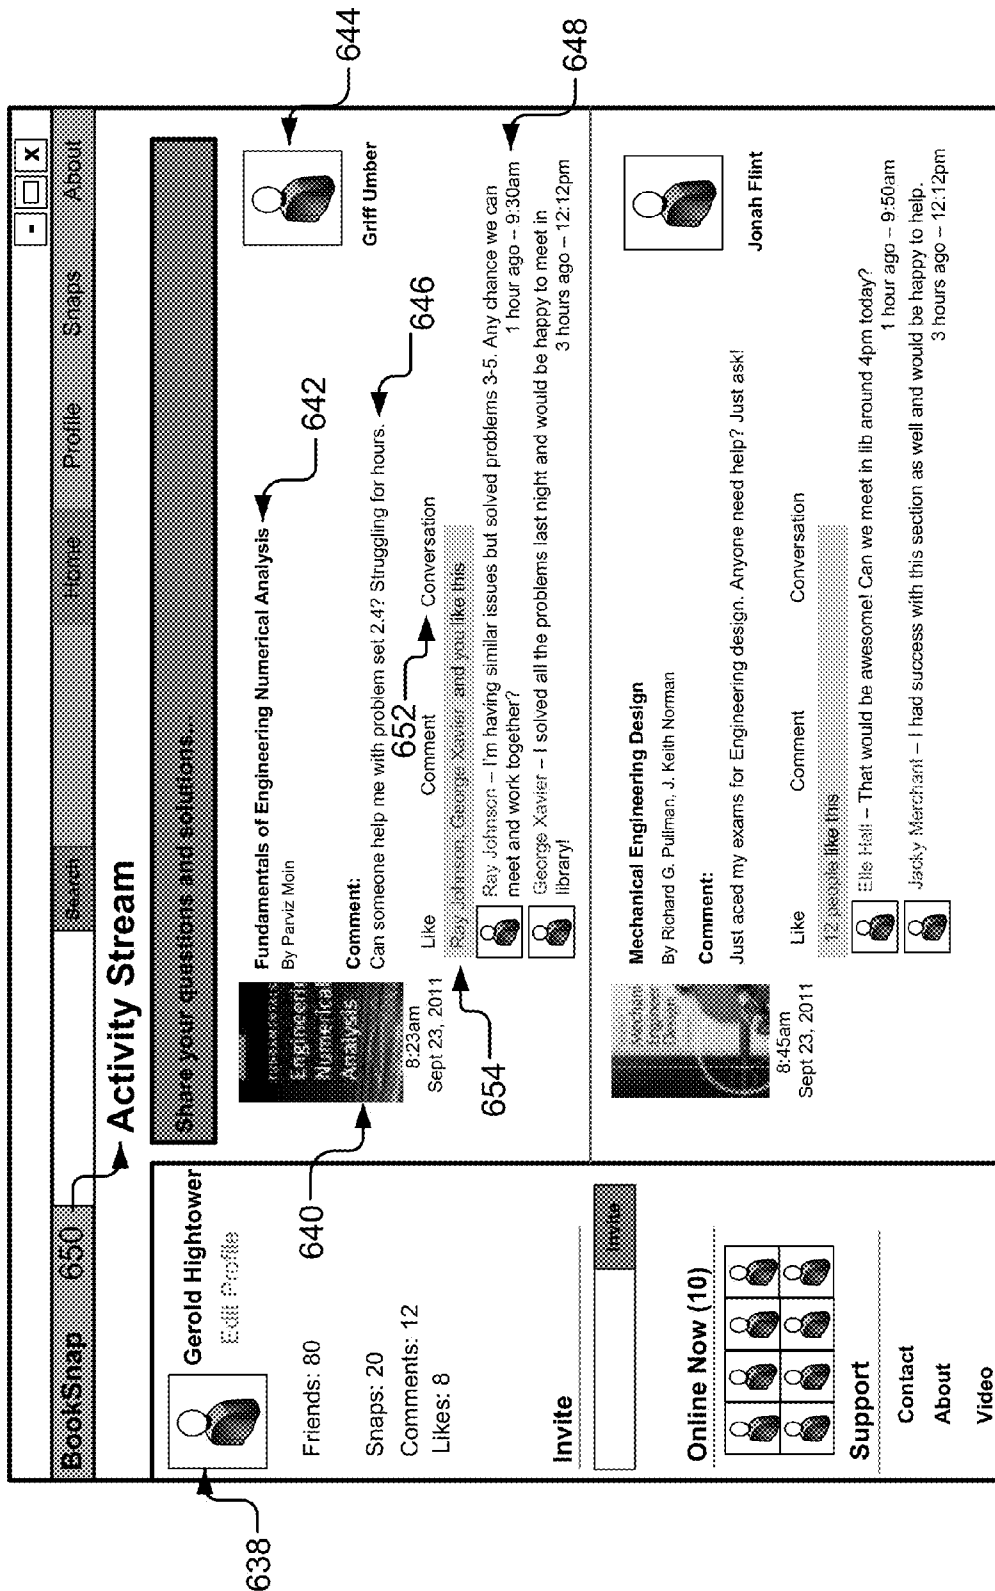 - □ X
BookSnap
Search
Home
Profile
Snaps
About
650
Activity Stream
638
Gerold Hightower
Edit Profile
Friends: 80
Snaps: 20
Comments: 12
Likes: 8
Invite
Invite
Online Now (10)
Support
Contact
About
Video
Share your questions and solutions...
640
Engineering
Numerical
Analysis
8:23am
Sept 23, 2011
Fundamentals of Engineering Numerical Analysis
642
By Parviz Moin
Comment:
Can someone help me with problem set 2.4? Struggling for hours.
646
Griff Umber
644
Like
Comment
652
Conversation
654
Ray Johnson, George Xavier and you like this
Ray Johnson – I'm having similar issues but solved problems 3-5. Any chance we can
meet and work together?
1 hour ago – 9:30am
648
George Xavier – I solved all the problems last night and would be happy to meet in
library!
3 hours ago – 12:12pm
Design
8:45am
Sept 23, 2011
Mechanical Engineering Design
By Richard G. Pullman, J. Keith Norman
Comment:
Just aced my exams for Engineering design. Anyone need help? Just ask!
Jonah Flint
Like
Comment
Conversation
12 people like this
Elle Hall – That would be awesome! Can we meet in lib around 4pm today?
1 hour ago – 9:50am
Jacky Merchant – I had success with this section as well and would be happy to help.
3 hours ago – 12:12pm